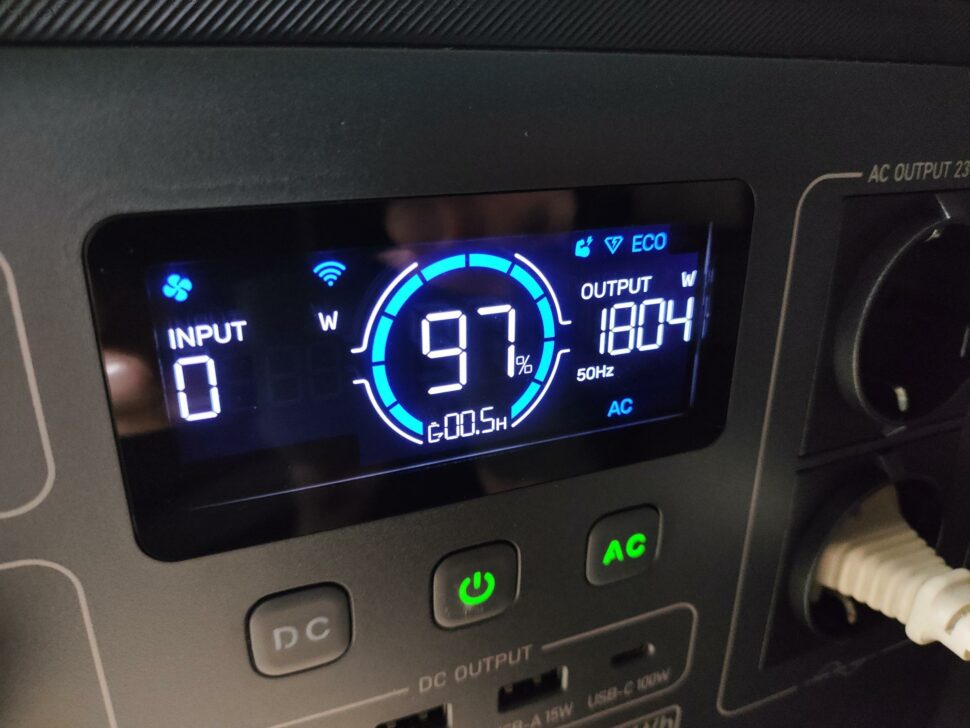 AC OUTPUT 23
ECO
INPUT W
0
97%
00.5H
OUTPUT W
1804
50Hz
AC
DC
AC
DC OUTPUT
USB-C 100W
-A 15W